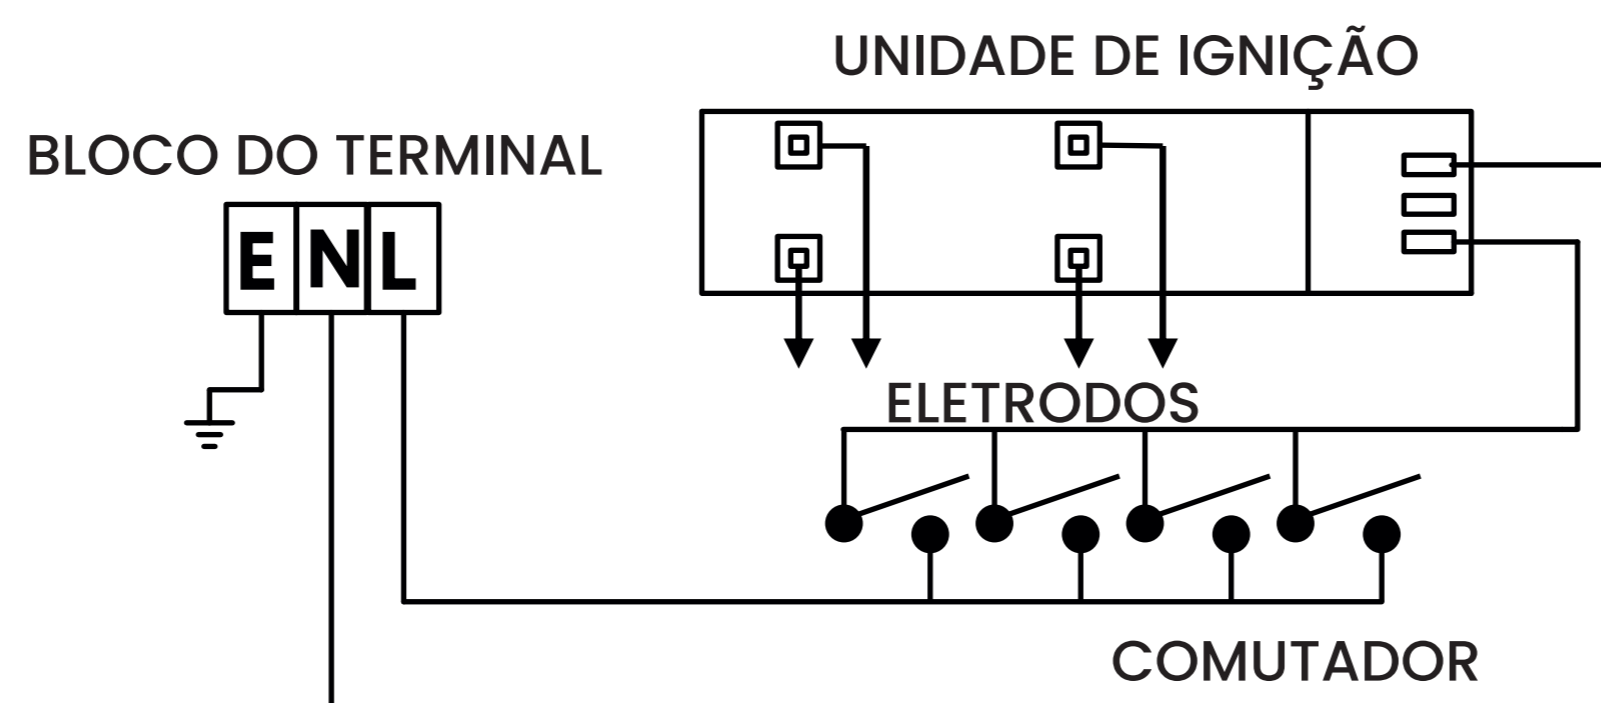 UNIDADE DE IGNIÇÃO
BLOCO DO TERMINAL
E N L
ELETRODOS
COMUTADOR